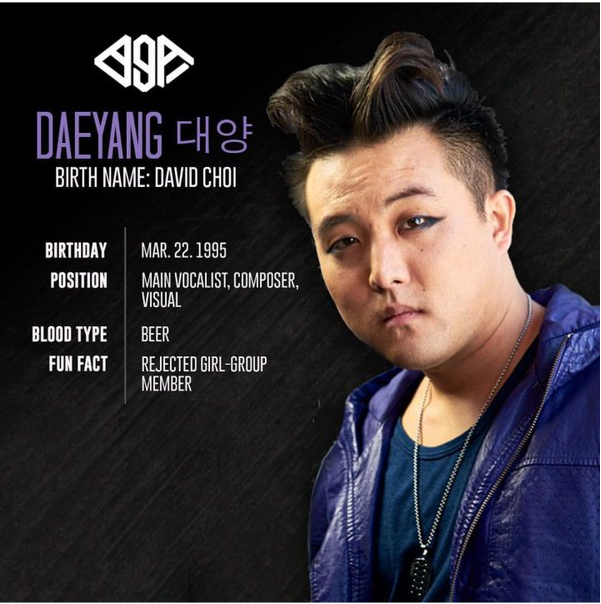 BgA
DAEYANG 대양
BIRTH NAME: DAVID CHOI
BIRTHDAY MAR. 22. 1995
POSITION MAIN VOCALIST, COMPOSER,
VISUAL
BLOOD TYPE BEER
FUN FACT REJECTED GIRL-GROUP
MEMBER